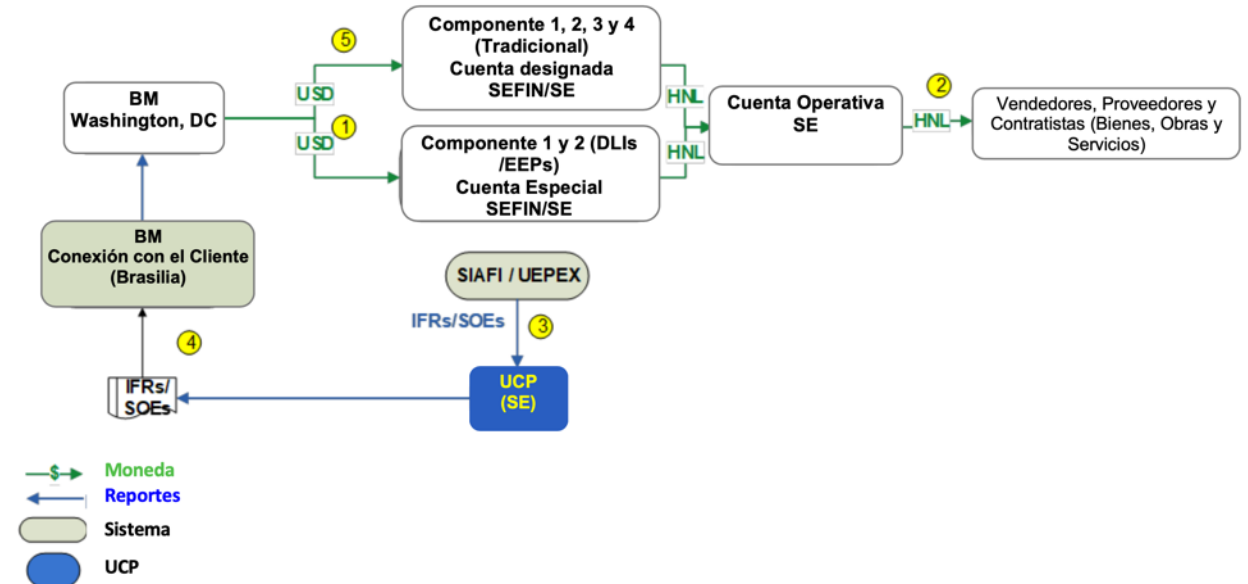 5
Componente 1, 2, 3 y 4
(Tradicional)
Cuenta designada
SEFIN/SE
USD
BM
Washington, DC
USD
1
Componente 1 y 2 (DLIs
/EEPs)
Cuenta Especial
SEFIN/SE
HNL
HNL
Cuenta Operativa
SE
2
HNL
Vendedores, Proveedores y
Contratistas (Bienes, Obras y
Servicios)
BM
Conexión con el Cliente
(Brasilia)
SIAFI / UEPEX
IFRs/SOEs
3
4
UCP
(SE)
IFRs/
SOEs
$
Moneda
Reportes
Sistema
UCP